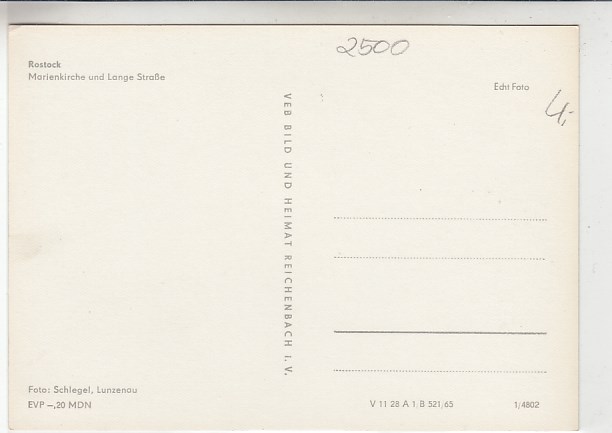 2500
Rostock
Marienkirche und Lange Straße
Echt Foto
4,-
VEB BILD UND HEIMAT REICHENBACH I. V.
Foto: Schlegel, Lunzenau
EVP —,20 MDN
V 11 28 A 1/B 521/65
1/4802